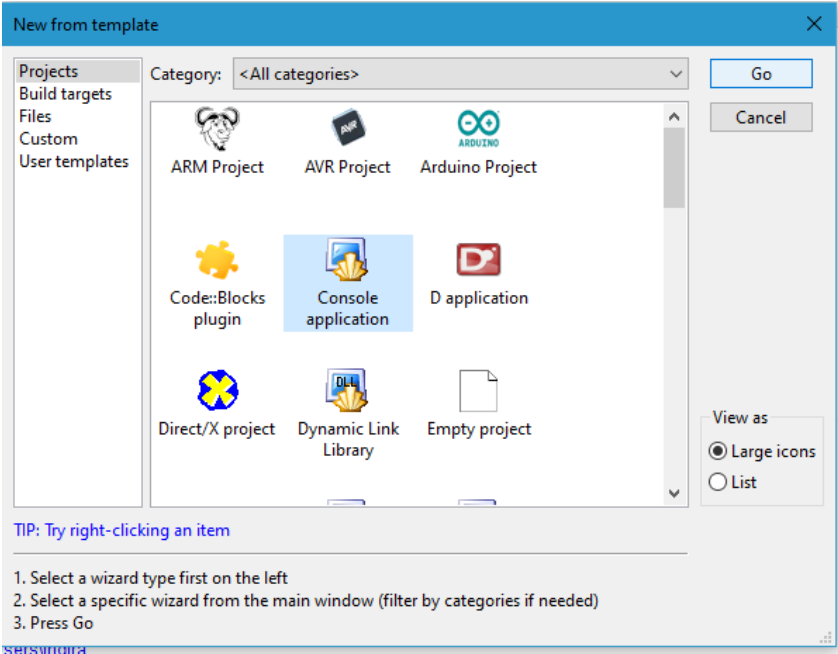 New from template
Projects
Build targets
Files
Custom
User templates
Category: <All categories>
Go
Cancel
AVR
ARDUINO
ARM Project AVR Project Arduino Project
D
Code::Blocks
plugin
Console
application
D application
DLL
Direct/X project
Dynamic Link
Library
Empty project
View as
Large icons
List
TIP: Try right-clicking an item
1. Select a wizard type first on the left
2. Select a specific wizard from the main window (filter by categories if needed)
3. Press Go